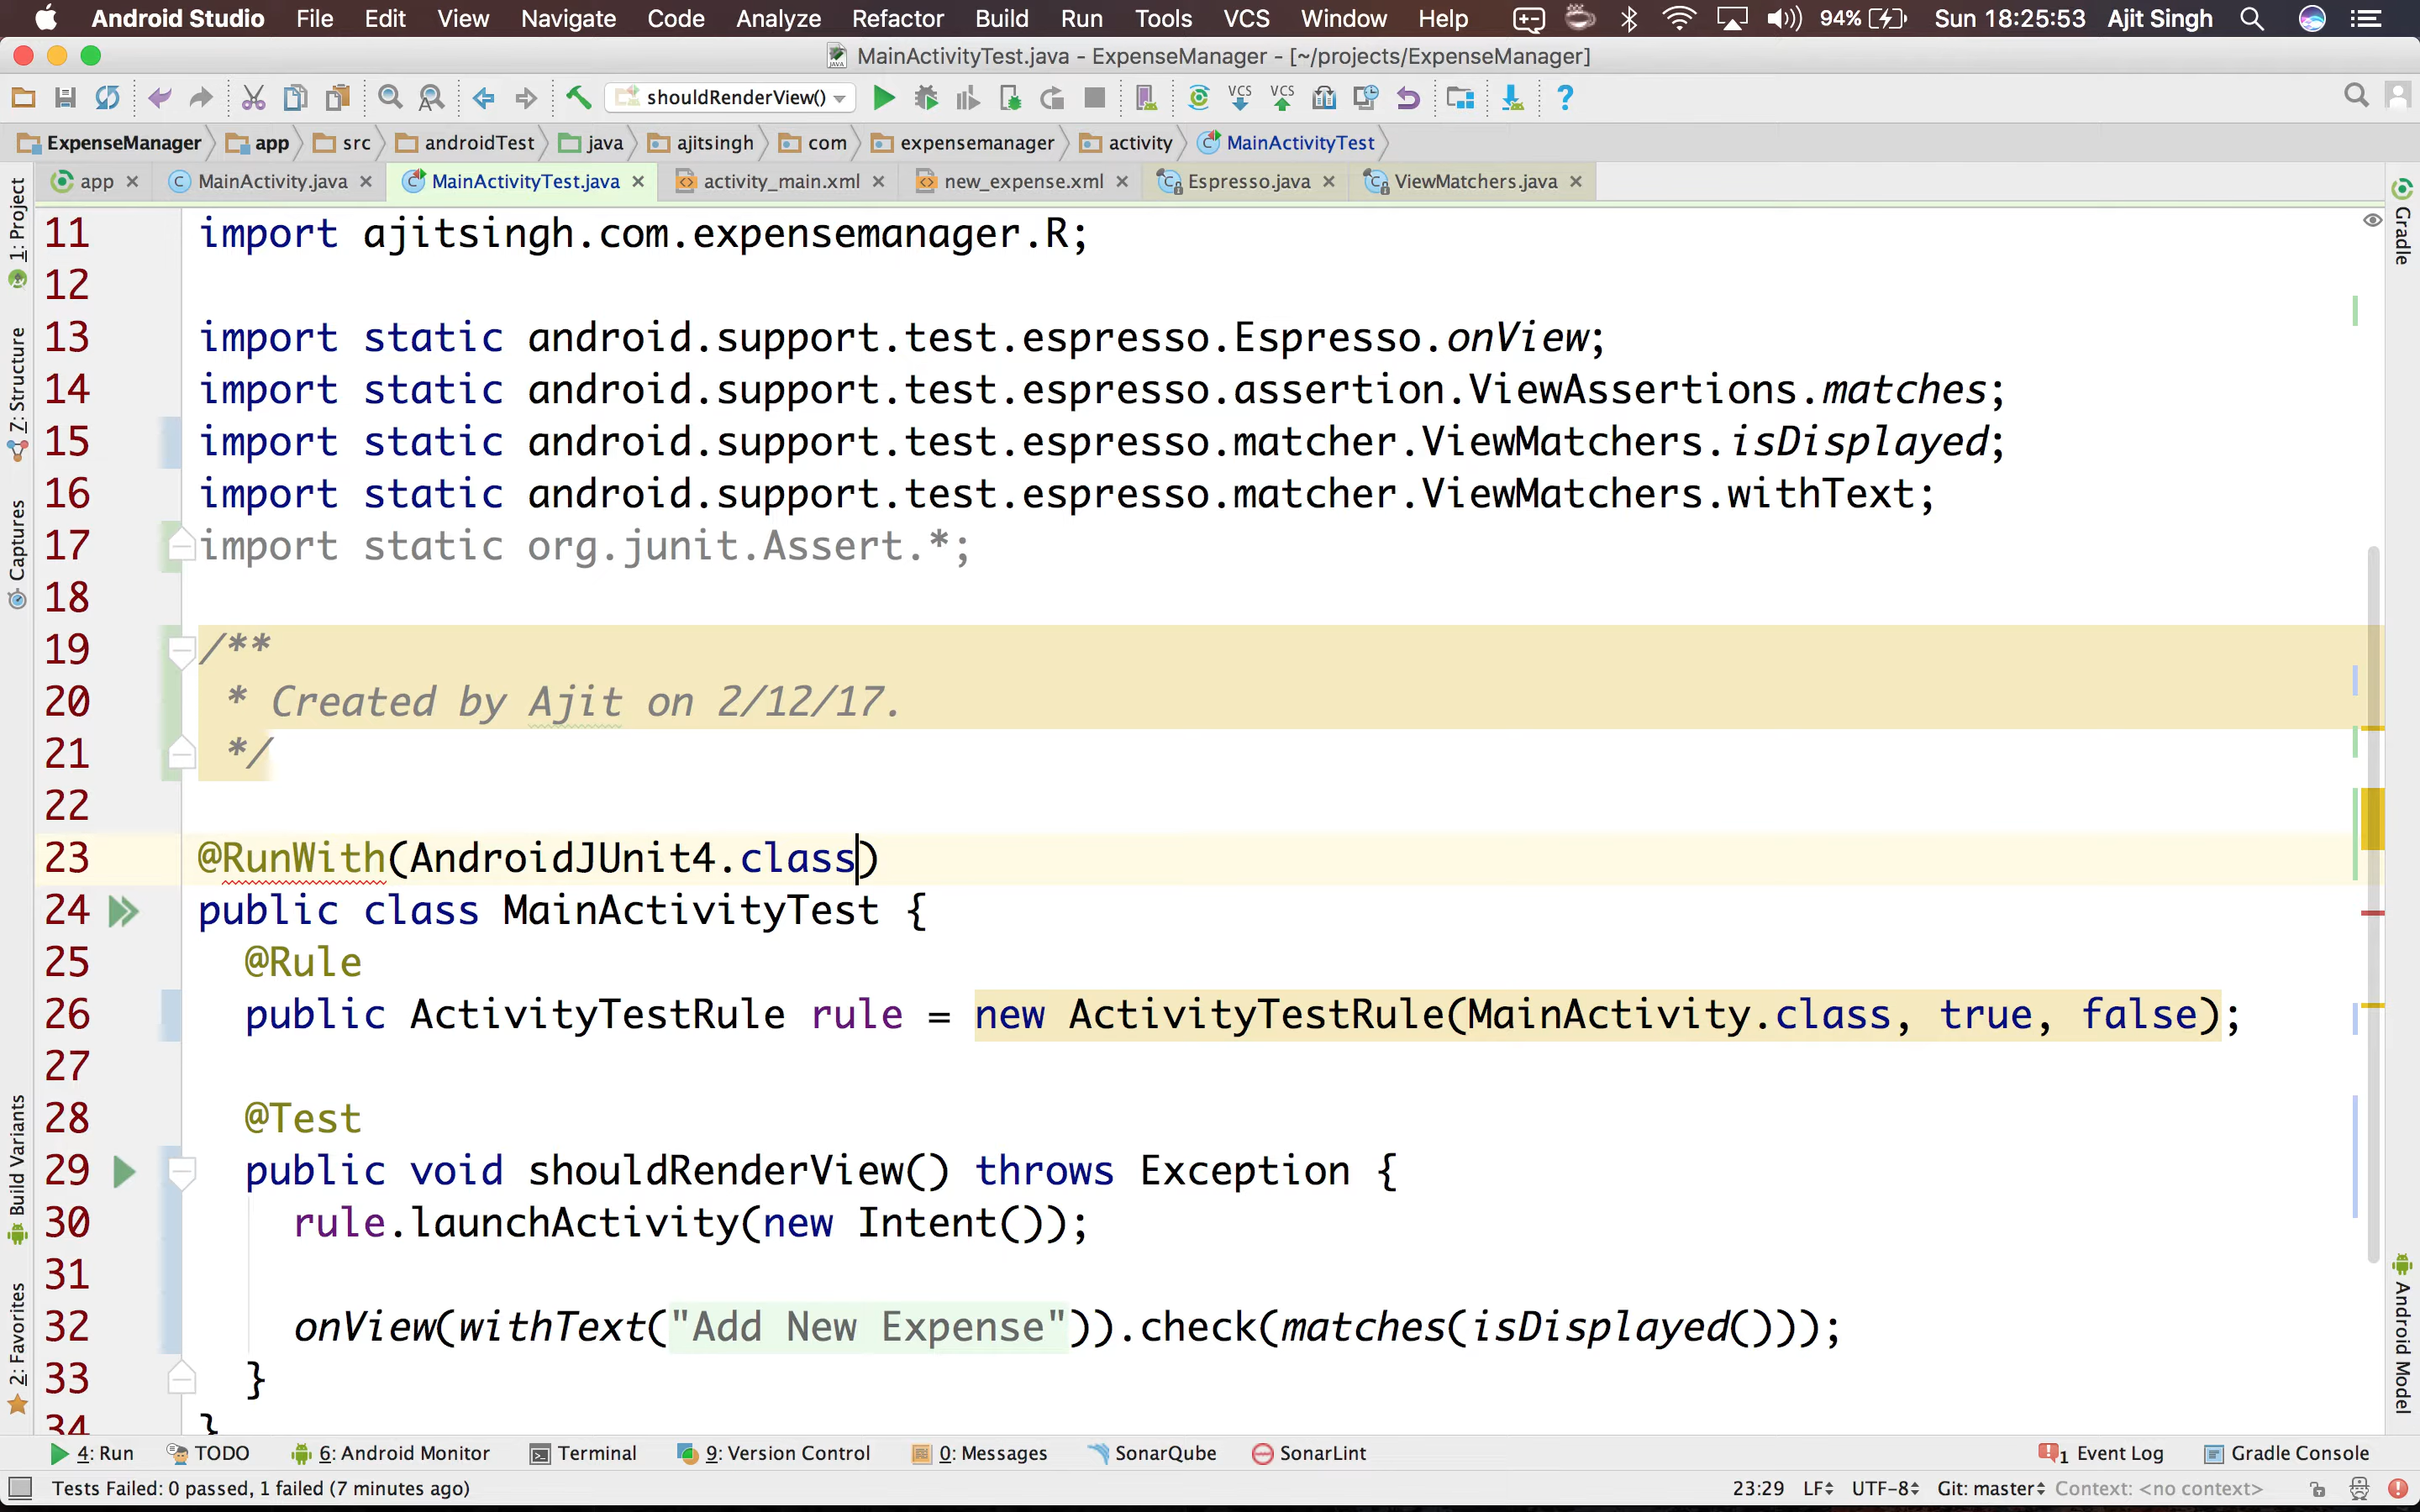 Android Studio File Edit View Navigate Code Analyze Refactor Build Run Tools VCS Window Help 94% Sun 18:25:53 Ajit Singh
MainActivityTest.java - ExpenseManager - [~/projects/ExpenseManager]
shouldRenderView() VCS VCS ?
ExpenseManager app src androidTest java ajitsingh com expensemanager activity MainActivityTest
app MainActivity.java MainActivityTest.java activity_main.xml new_expense.xml Espresso.java ViewMatchers.java
1: Project
7: Structure
Captures
Build Variants
2: Favorites
11 import ajitsingh.com.expensemanager.R;
12
13 import static android.support.test.espresso.Espresso.onView;
14 import static android.support.test.espresso.assertion.ViewAssertions.matches;
15 import static android.support.test.espresso.matcher.ViewMatchers.isDisplayed;
16 import static android.support.test.espresso.matcher.ViewMatchers.withText;
17 import static org.junit.Assert.*;
18
19 /**
20 * Created by Ajit on 2/12/17.
21 */
22
23 @RunWith(AndroidJUnit4.class)
24 public class MainActivityTest {
25 @Rule
26 public ActivityTestRule rule = new ActivityTestRule(MainActivity.class, true, false);
27
28 @Test
29 public void shouldRenderView() throws Exception {
30 rule.launchActivity(new Intent());
31
32 onView(withText("Add New Expense")).check(matches(isDisplayed()));
33 }
34 }
Gradle
Android Model
4: Run TODO 6: Android Monitor Terminal 9: Version Control 0: Messages SonarQube SonarLint 1 Event Log Gradle Console
Tests Failed: 0 passed, 1 failed (7 minutes ago) 23:29 LF UTF-8 Git: master Context: <no context>